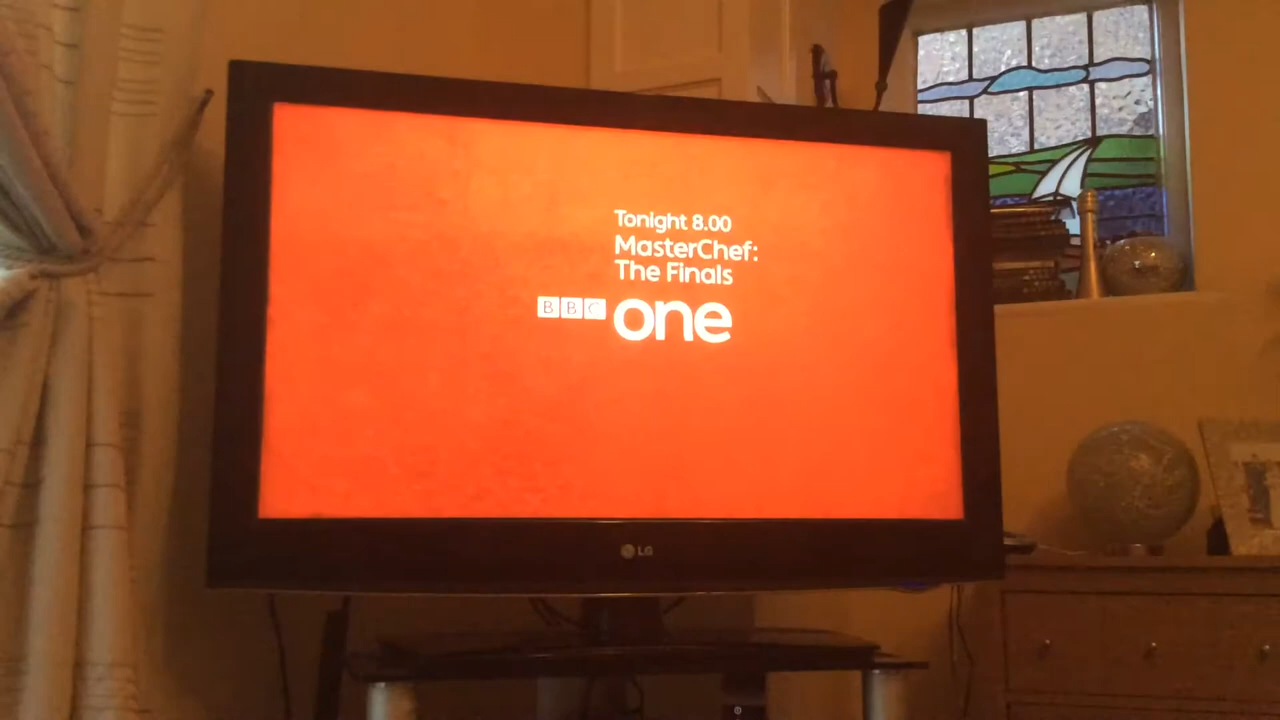 Tonight 8.00
MasterChef:
The Finals
BBC one
LG